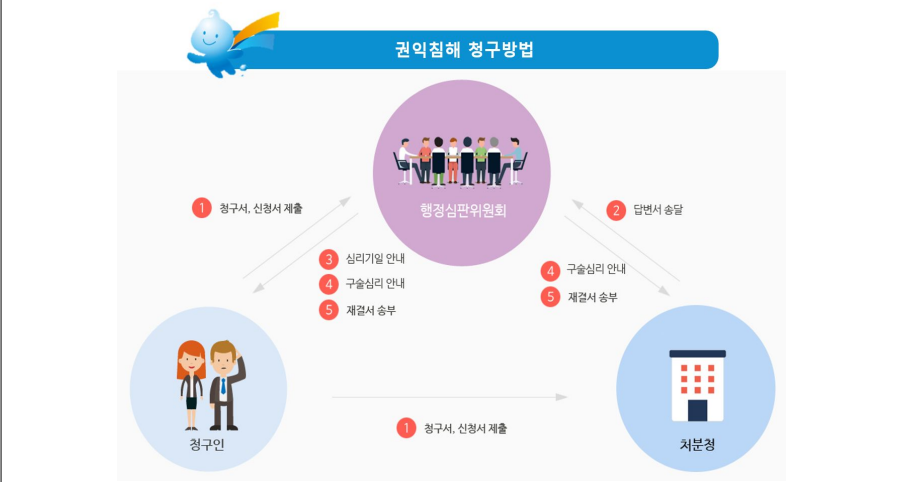 권익침해 청구방법
행정심판위원회
1 청구서, 신청서 제출
2 답변서 송달
3 심리기일 안내
4 구술심리 안내
5 재결서 송부
4 구술심리 안내
5 재결서 송부
청구인
1 청구서, 신청서 제출
처분청